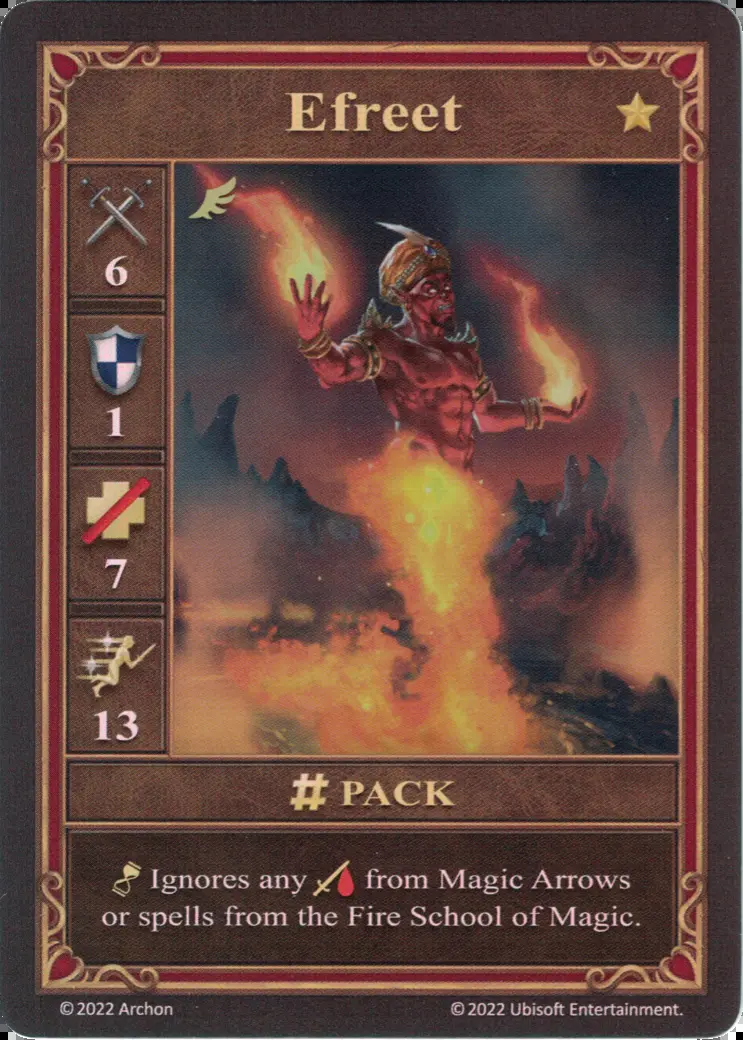 Efreet
6
1
7
13
# PACK
Ignores any from Magic Arrows
or spells from the Fire School of Magic.
© 2022 Archon
© 2022 Ubisoft Entertainment.